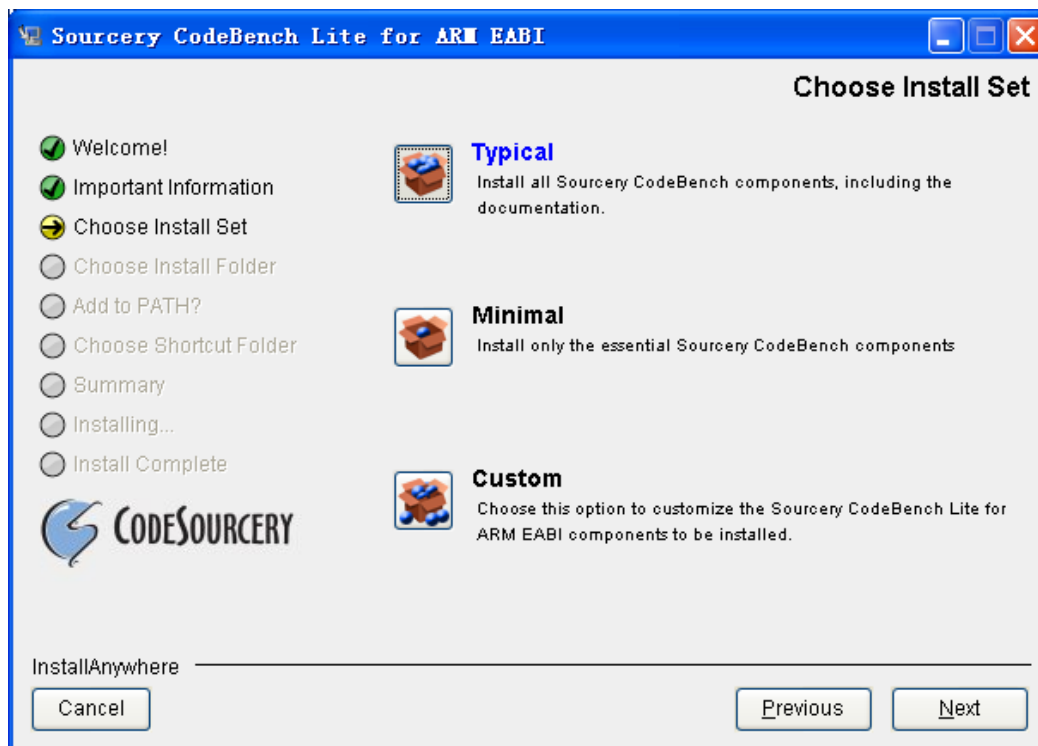 Sourcery CodeBench Lite for ARM EABI
Choose Install Set
Welcome!
Important Information
Choose Install Set
Choose Install Folder
Add to PATH?
Choose Shortcut Folder
Summary
Installing...
Install Complete
CODESOURCERY
Typical
Install all Sourcery CodeBench components, including the
documentation.
Minimal
Install only the essential Sourcery CodeBench components
Custom
Choose this option to customize the Sourcery CodeBench Lite for
ARM EABI components to be installed.
InstallAnywhere
Cancel
Previous
Next